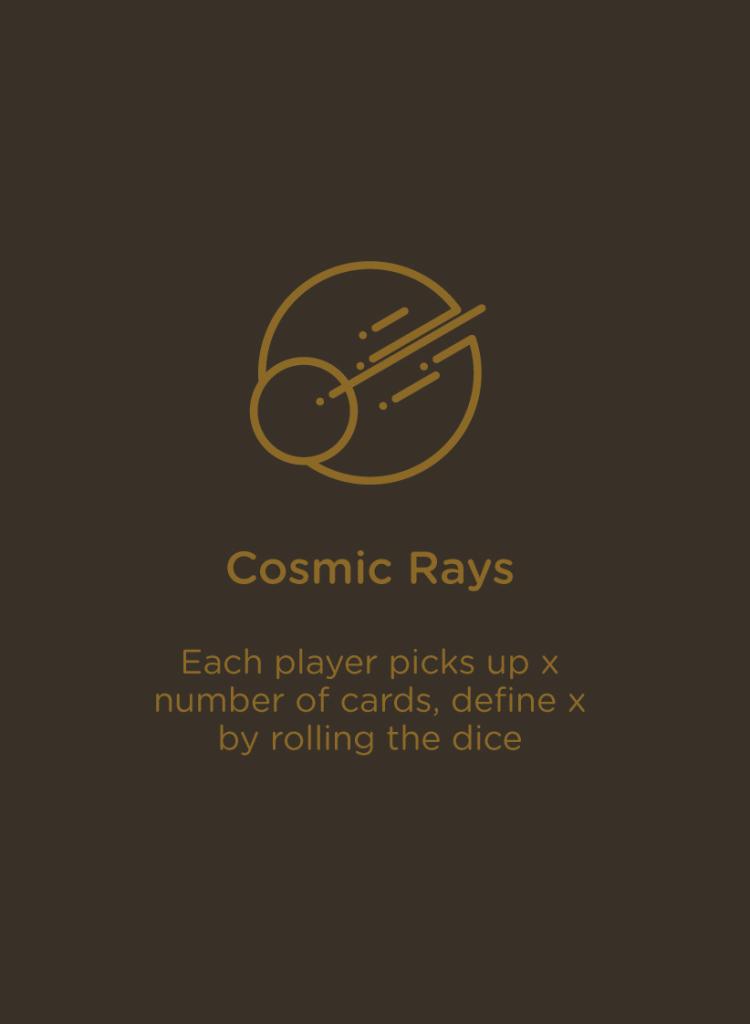 Cosmic Rays
Each player picks up x
number of cards, define x
by rolling the dice